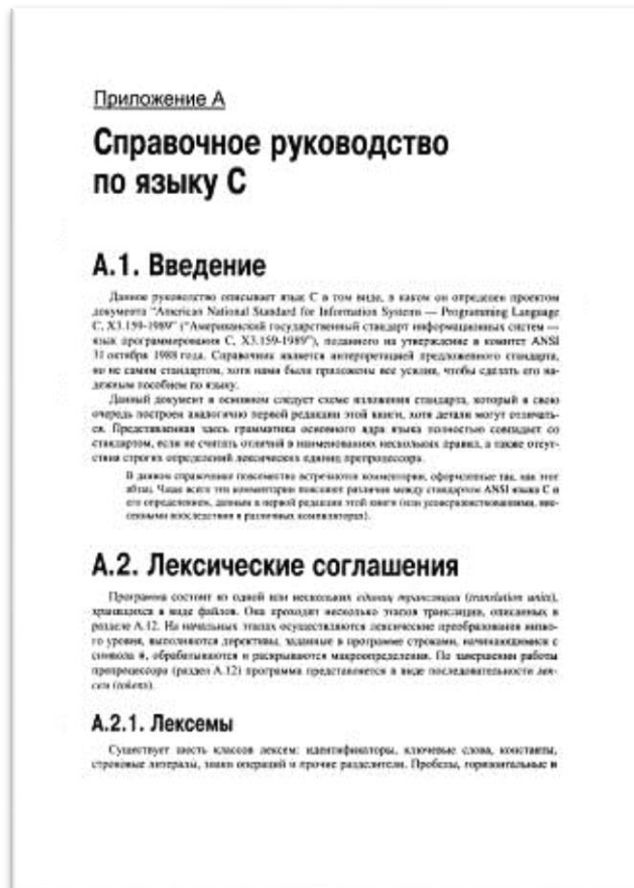 Приложение А
Справочное руководство
по языку С
А.1. Введение
Данное руководство описывает язык С в том виде, в каком он определен проектом
документа "American National Standard for Information Systems — Programming Language
C, X3.159-1989" ("Американский государственный стандарт информационных систем —
язык программирования С, X3.159-1989"), поданного на утверждение в комитет ANSI
31 октября 1988 года. Справочник является интерпретацией предложенного стандарта,
но не самим стандартом, хотя нами были приложены все усилия, чтобы сделать его на-
дежным пособием по языку.
Данный документ в основном следует схеме изложения стандарта, который в свою
очередь построен аналогично первой редакции этой книги, хотя детали могут отличать-
ся. Представленная здесь грамматика основного ядра языка полностью совпадает со
стандартом, если не считать отличий в наименованиях нескольких правил, а также отсут-
ствия строгих определений лексических единиц препроцессора.
В данном справочнике повсеместно встречаются комментарии, оформленные так, как этот
абзац. Чаще всего эти комментарии поясняют различия между стандартом ANSI языка С и
его определением, данным в первой редакции этой книги (или усовершенствованиями, вне-
сенными впоследствии в различных компиляторах).
А.2. Лексические соглашения
Программа состоит из одной или нескольких единиц трансляции (translation units),
хранящихся в виде файлов. Она проходит несколько этапов трансляции, описанных в
разделе А.12. На начальных этапах осуществляются лексические преобразования низко-
го уровня, выполняются директивы, заданные в программе строками, начинающимися с
символа #, обрабатываются и раскрываются макроопределения. По завершении работы
препроцессора (раздел А.12) программа представляется в виде последовательности лек-
сем (tokens).
А.2.1. Лексемы
Существует шесть классов лексем: идентификаторы, ключевые слова, константы,
строковые литералы, знаки операций и прочие разделители. Пробелы, горизонтальные и